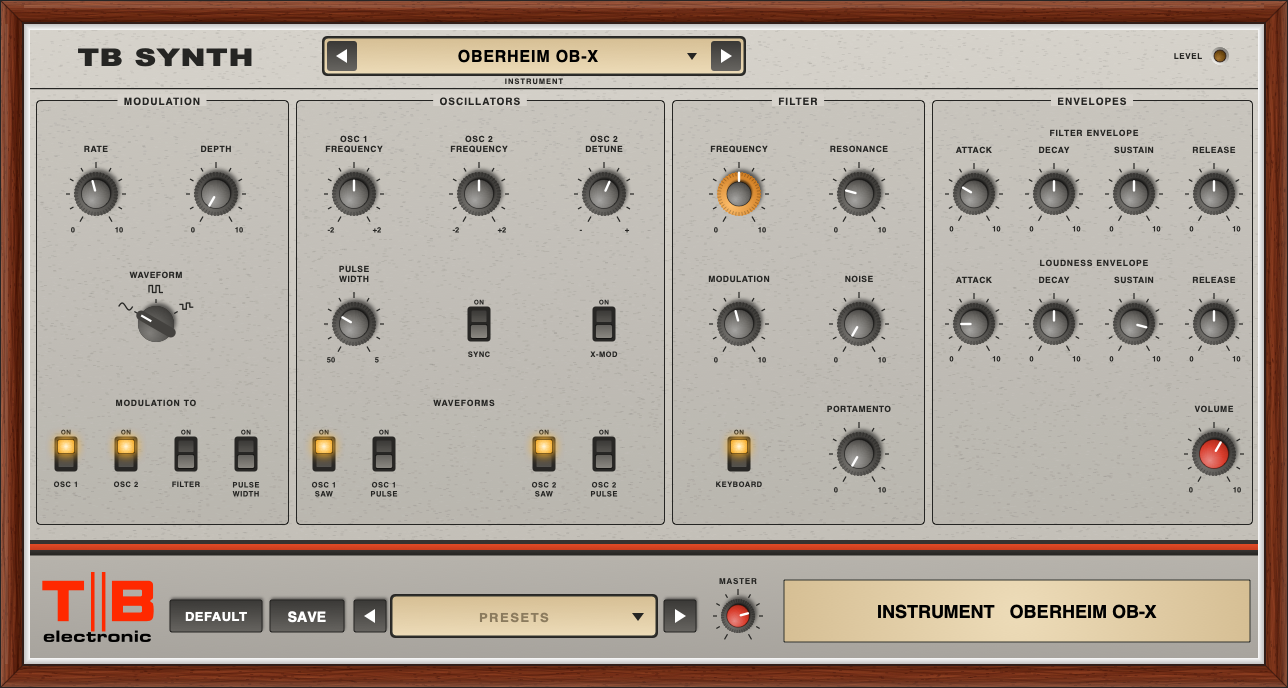 TB SYNTH
OBERHEIM OB-X
INSTRUMENT
LEVEL
MODULATION
RATE
0 10
DEPTH
0 10
WAVEFORM
MODULATION TO
ON ON ON ON
OSC 1 OSC 2 FILTER PULSE
WIDTH
OSCILLATORS
OSC 1
FREQUENCY
-2 +2
OSC 2
FREQUENCY
-2 +2
OSC 2
DETUNE
- +
PULSE
WIDTH
50 5
ON
SYNC
ON
X-MOD
WAVEFORMS
ON ON ON ON
OSC 1 OSC 1 OSC 2 OSC 2
SAW PULSE SAW PULSE
FILTER
FREQUENCY
0 10
RESONANCE
0 10
MODULATION
0 10
NOISE
0 10
ON
KEYBOARD
PORTAMENTO
0 10
ENVELOPES
FILTER ENVELOPE
ATTACK DECAY SUSTAIN RELEASE
0 10 0 10 0 10 0 10
LOUDNESS ENVELOPE
ATTACK DECAY SUSTAIN RELEASE
0 10 0 10 0 10 0 10
VOLUME
0 10
TB
electronic
DEFAULT
SAVE
PRESETS
MASTER
INSTRUMENT OBERHEIM OB-X